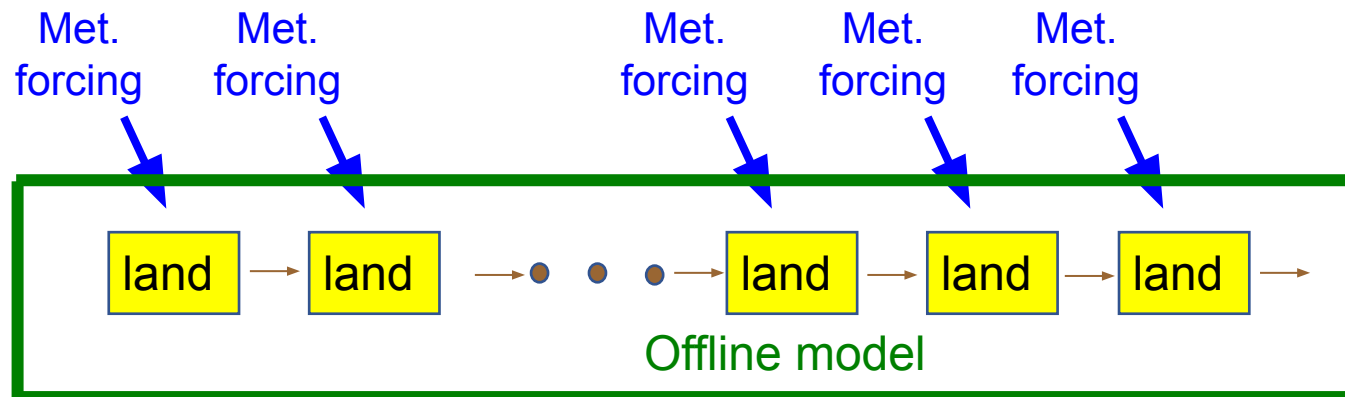 Met. Met. Met. Met. Met.
forcing forcing forcing forcing forcing
land land land land land
Offline model